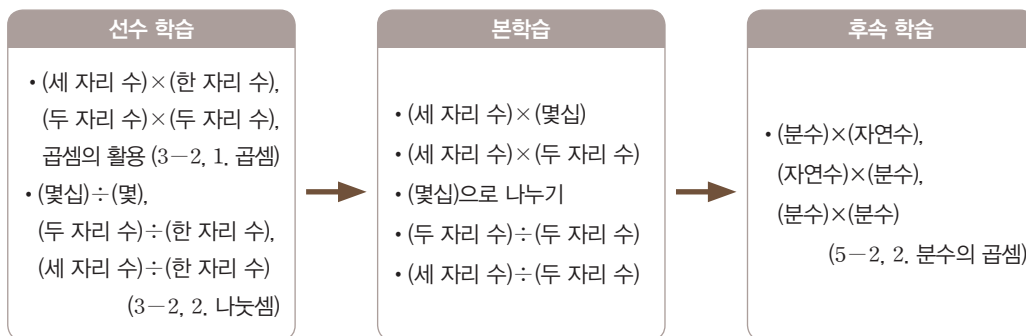 선수 학습
• (세 자리 수)×(한 자리 수),
(두 자리 수)×(두 자리 수),
곱셈의 활용 (3-2, 1. 곱셈)
• (몇십)÷(몇),
(두 자리 수)÷(한 자리 수),
(세 자리 수)÷(한 자리 수)
(3-2, 2. 나눗셈)
본학습
• (세 자리 수)×(몇십)
• (세 자리 수)×(두 자리 수)
• (몇십)으로 나누기
• (두 자리 수)÷(두 자리 수)
• (세 자리 수)÷(두 자리 수)
후속 학습
• (분수)×(자연수),
(자연수)×(분수),
(분수)×(분수)
(5-2, 2. 분수의 곱셈)